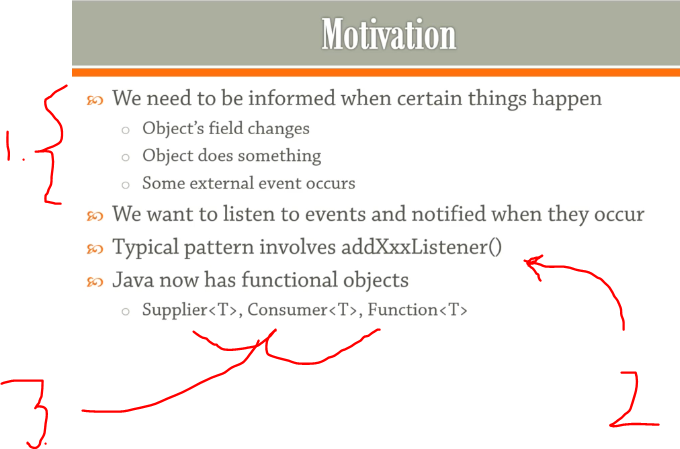 Motivation
We need to be informed when certain things happen
Object's field changes
1.
Object does something
Some external event occurs
We want to listen to events and notified when they occur
Typical pattern involves addXxxListener()
Java now has functional objects
Supplier<T>, Consumer<T>, Function<T>
3.
2